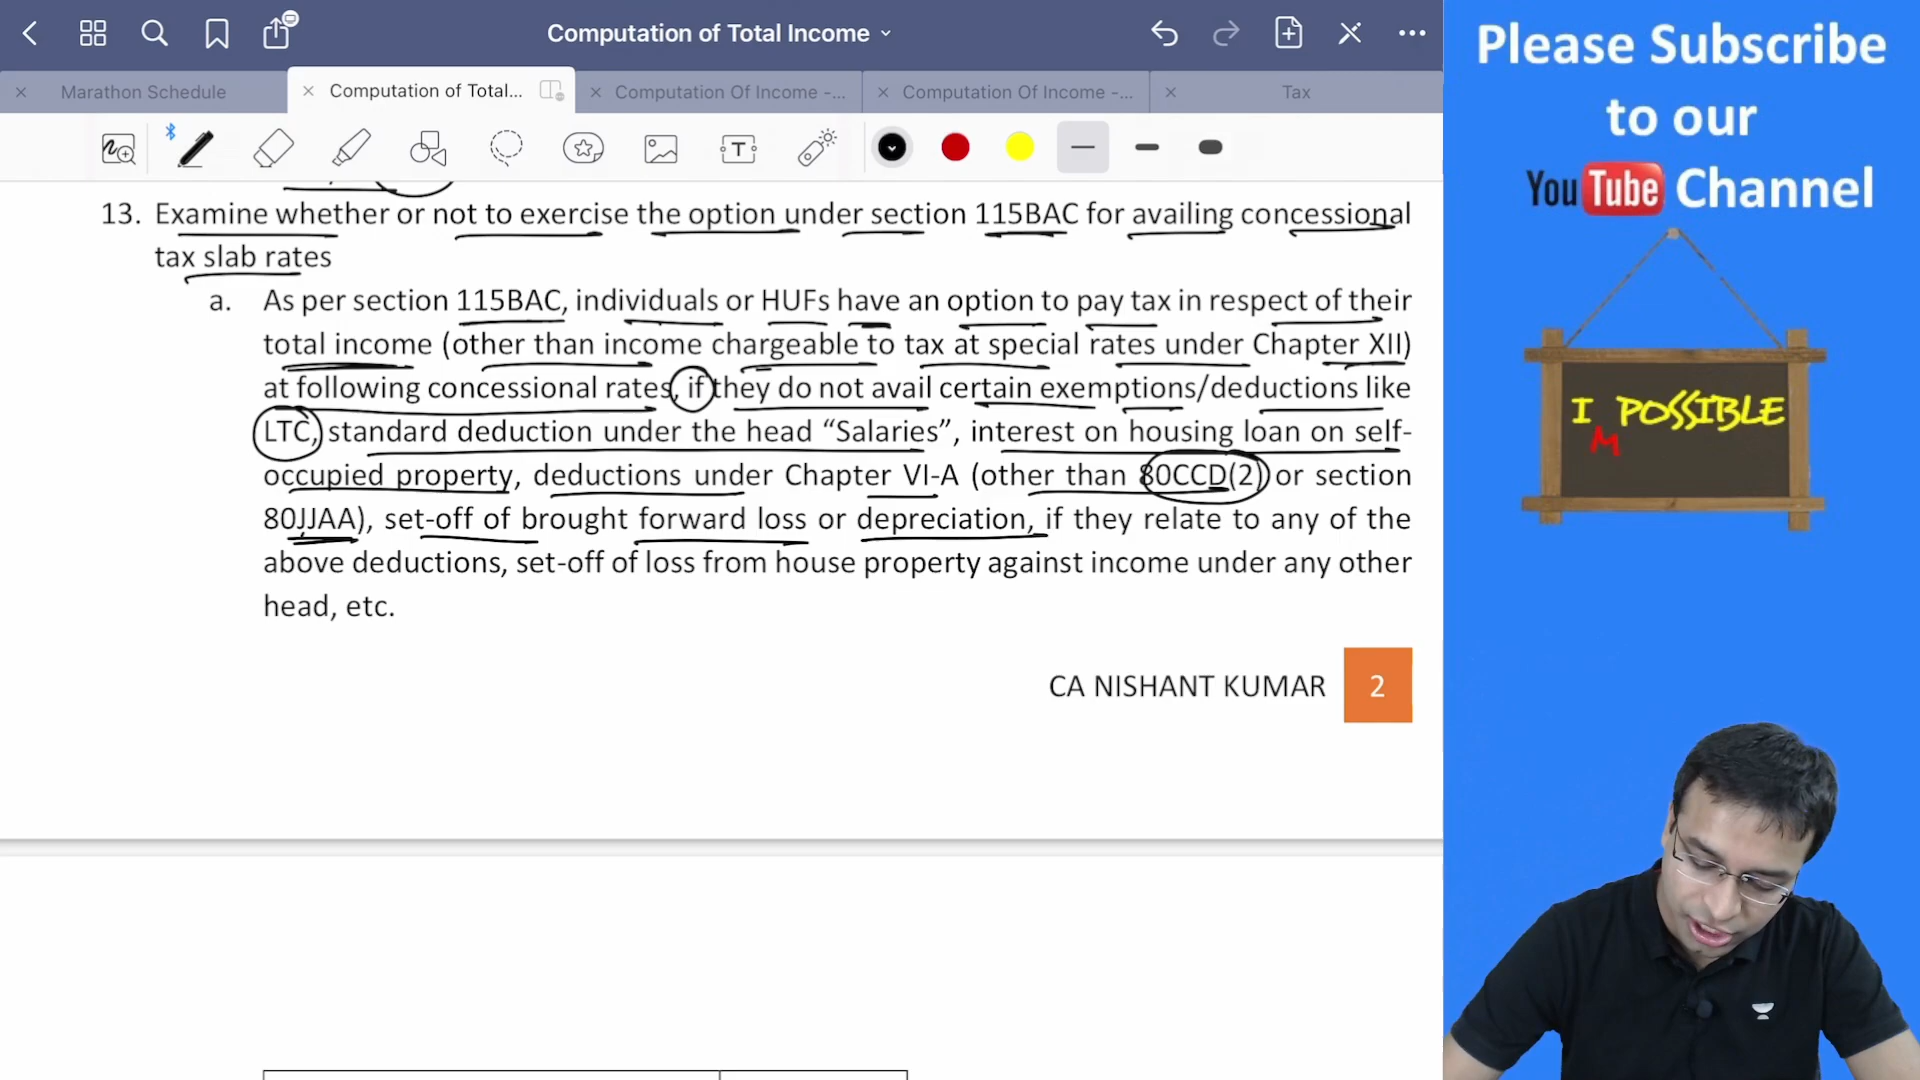 Computation of Total Income
Marathon Schedule
Computation of Total...
Computation Of Income -...
Computation Of Income -...
Tax
13. Examine whether or not to exercise the option under section 115BAC for availing concessional
tax slab rates
a. As per section 115BAC, individuals or HUFs have an option to pay tax in respect of their
total income (other than income chargeable to tax at special rates under Chapter XII)
at following concessional rates, if they do not avail certain exemptions/deductions like
LTC, standard deduction under the head “Salaries”, interest on housing loan on self-
occupied property, deductions under Chapter VI-A (other than 80CCD(2) or section
80JJAA), set-off of brought forward loss or depreciation, if they relate to any of the
above deductions, set-off of loss from house property against income under any other
head, etc.
CA NISHANT KUMAR 2
Please Subscribe
to our
YouTube Channel
I POSSIBLE
M